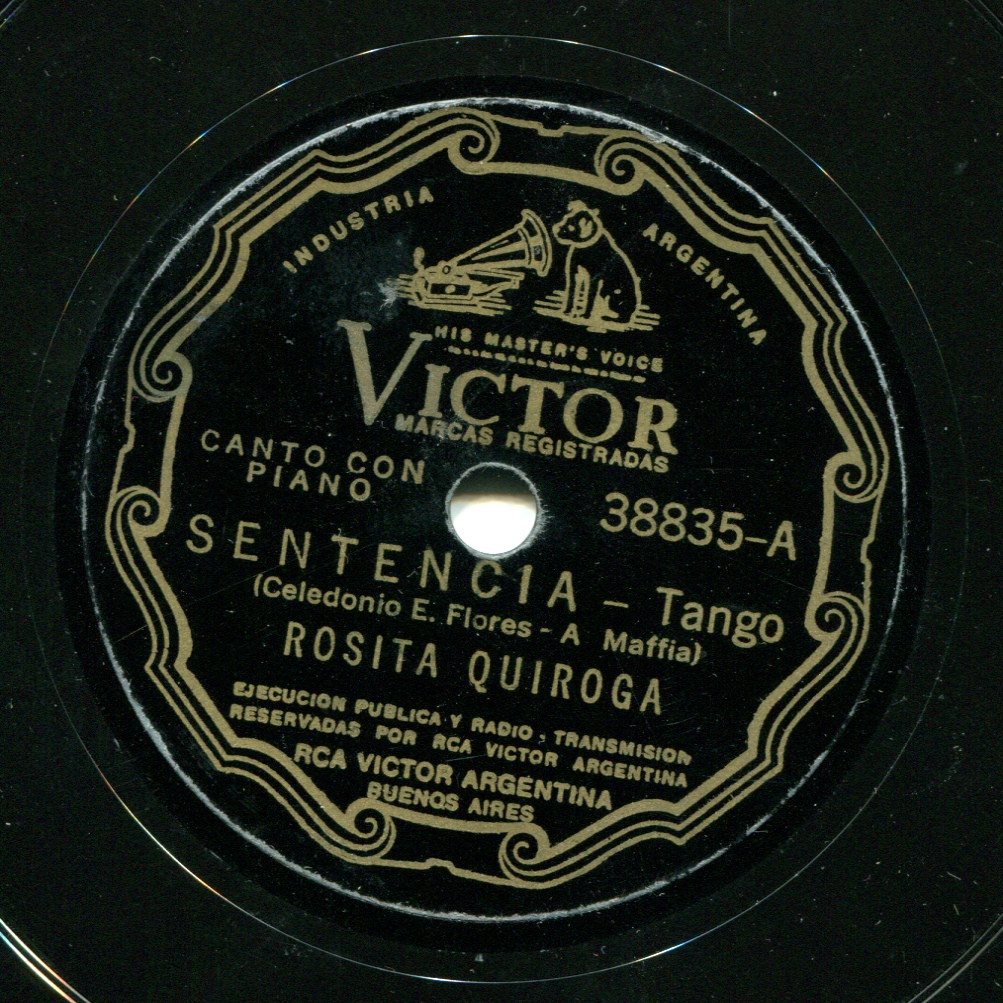 INDUSTRIA ARGENTINA
HIS MASTER'S VOICE
VICTOR
MARCAS REGISTRADAS
CANTO CON
PIANO
38835-A
SENTENCIA - Tango
(Celedonio E. Flores - A Maffia)
ROSITA QUIROGA
EJECUCION PUBLICA Y RADIO - TRANSMISION
RESERVADAS POR RCA VICTOR ARGENTINA
RCA VICTOR ARGENTINA
BUENOS AIRES